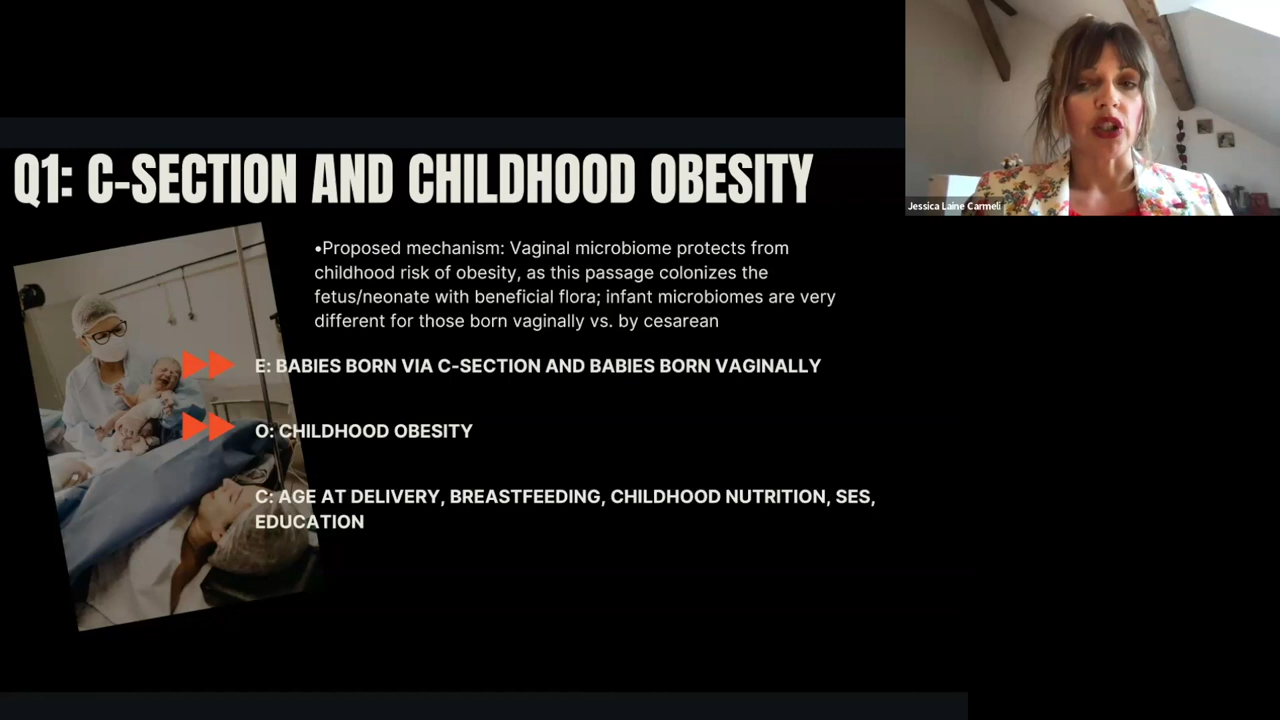 Q1: C-SECTION AND CHILDHOOD OBESITY
•Proposed mechanism: Vaginal microbiome protects from
childhood risk of obesity, as this passage colonizes the
fetus/neonate with beneficial flora; infant microbiomes are very
different for those born vaginally vs. by cesarean
E: BABIES BORN VIA C-SECTION AND BABIES BORN VAGINALLY
O: CHILDHOOD OBESITY
C: AGE AT DELIVERY, BREASTFEEDING, CHILDHOOD NUTRITION, SES,
EDUCATION
Jessica Laine Carmeli